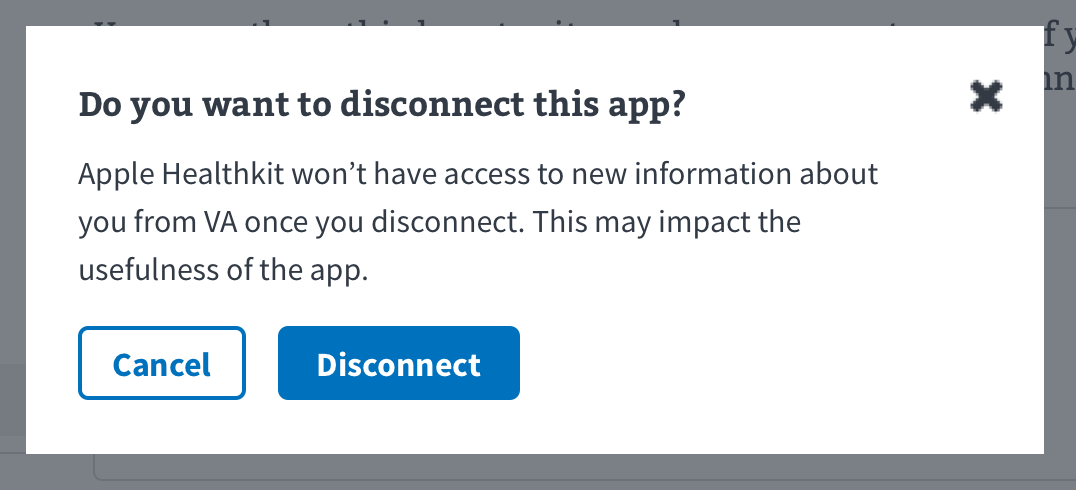 Do you want to disconnect this app?
Apple Healthkit won’t have access to new information about
you from VA once you disconnect. This may impact the
usefulness of the app.
Cancel
Disconnect